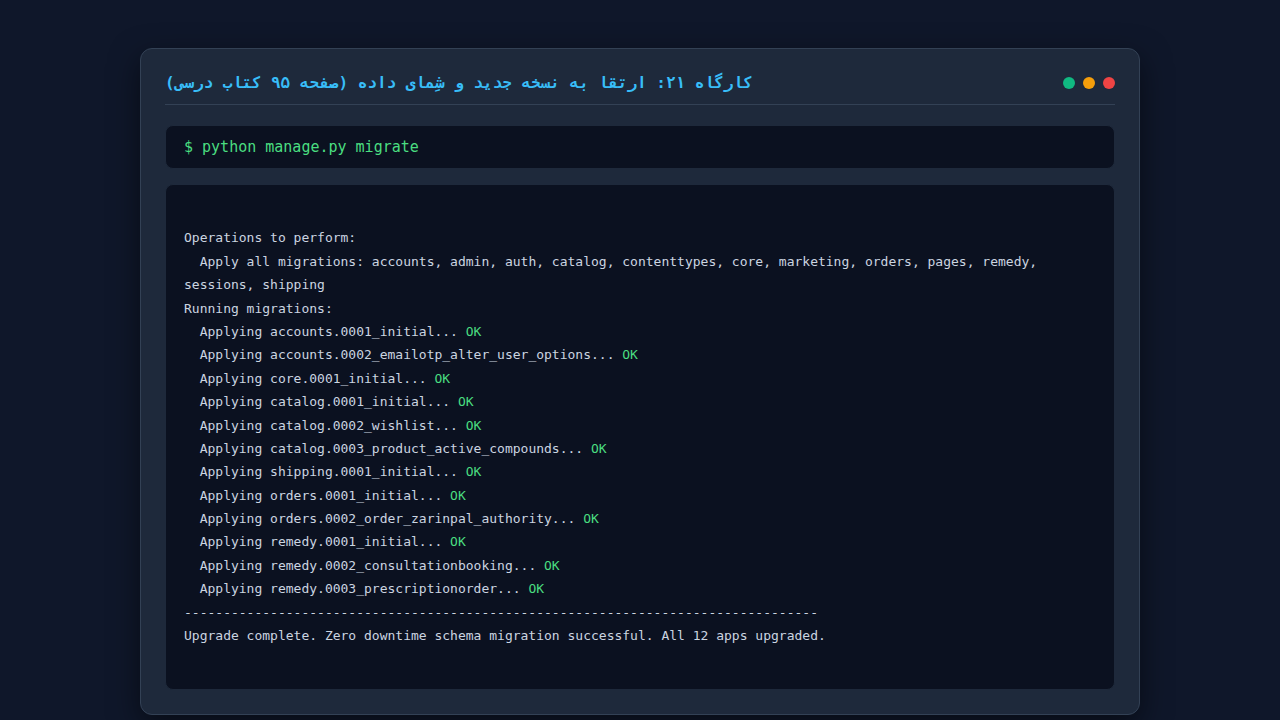 کارگاه ۲۱: ارتقا به نسخه جدید و شِمای داده (صفحه ۹۵ کتاب درسی)
$ python manage.py migrate
Operations to perform:
  Apply all migrations: accounts, admin, auth, catalog, contenttypes, core, marketing, orders, pages, remedy,
sessions, shipping
Running migrations:
  Applying accounts.0001_initial... OK
  Applying accounts.0002_emailotp_alter_user_options... OK
  Applying core.0001_initial... OK
  Applying catalog.0001_initial... OK
  Applying catalog.0002_wishlist... OK
  Applying catalog.0003_product_active_compounds... OK
  Applying shipping.0001_initial... OK
  Applying orders.0001_initial... OK
  Applying orders.0002_order_zarinpal_authority... OK
  Applying remedy.0001_initial... OK
  Applying remedy.0002_consultationbooking... OK
  Applying remedy.0003_prescriptionorder... OK
---------------------------------------------------------------------------------
Upgrade complete. Zero downtime schema migration successful. All 12 apps upgraded.